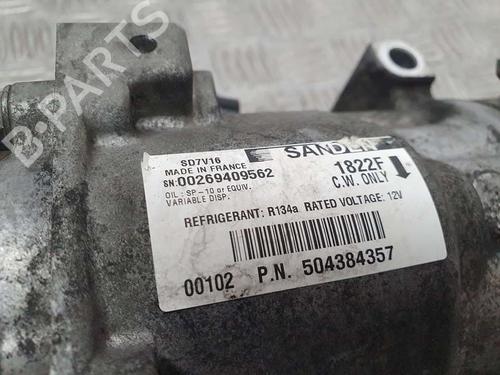 B-PARTS
SD7V16
MADE IN FRANCE
SN:00269409562
OIL: SP-10 or EQUIV.
VARIABLE DISP.
SANDEN
1822F
C.W. ONLY
REFRIGERANT: R134a RATED VOLTAGE: 12V
00102 P.N. 504384357